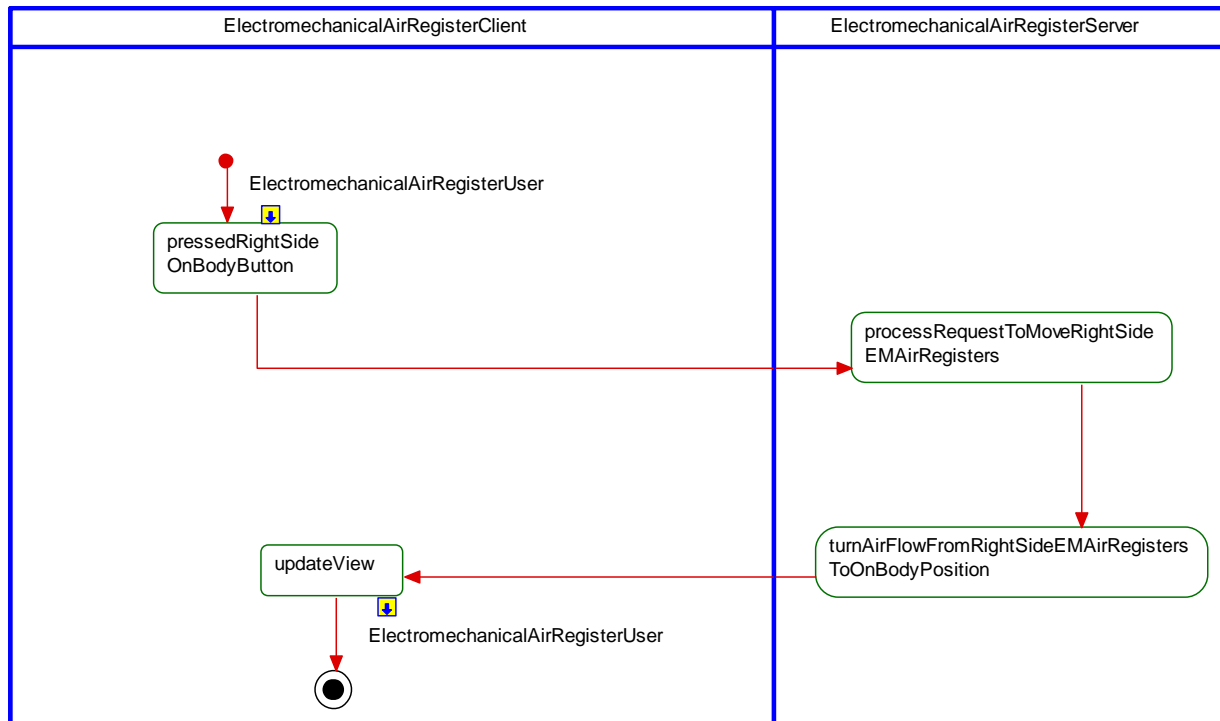 ElectromechanicalAirRegisterClient
ElectromechanicalAirRegisterServer
ElectromechanicalAirRegisterUser
pressedRightSide
OnBodyButton
processRequestToMoveRightSide
EMAirRegisters
turnAirFlowFromRightSideEMAirRegisters
ToOnBodyPosition
updateView
ElectromechanicalAirRegisterUser